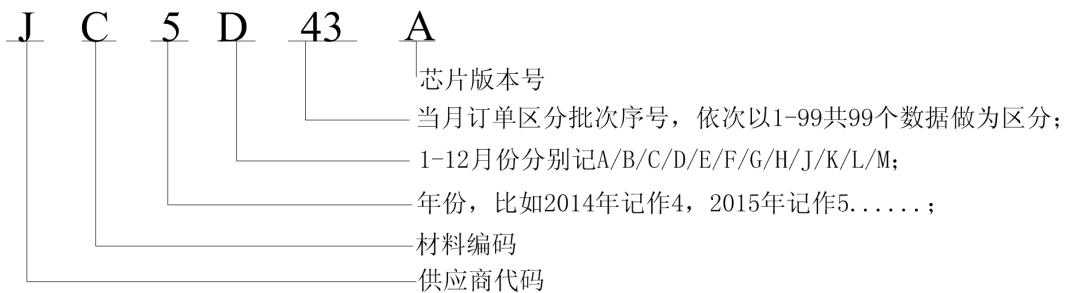 J C 5 D 43 A
芯片版本号
当月订单区分批次序号，依次以1-99共99个数据做为区分；
1-12月份分别记A/B/C/D/E/F/G/H/J/K/L/M；
年份，比如2014年记作4，2015年记作5......；
材料编码
供应商代码